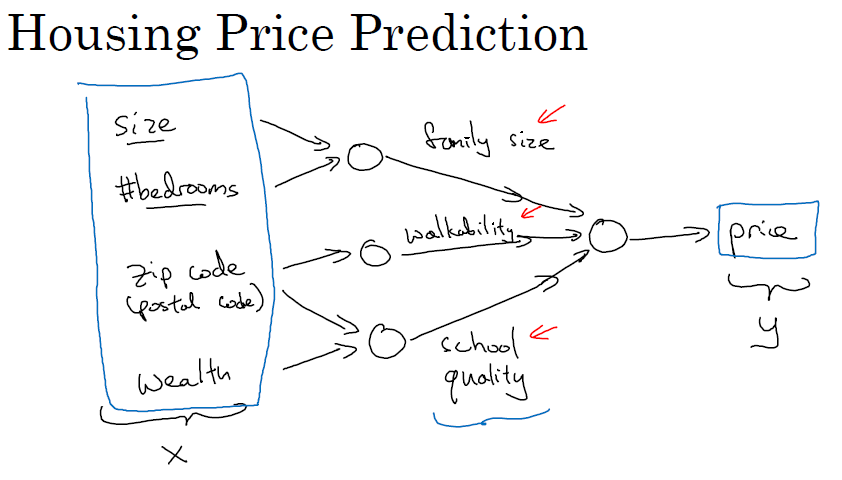 Housing Price Prediction
size
#bedrooms
zip code
(postal code)
wealth
x
family size
walkability
school
quality
price
y